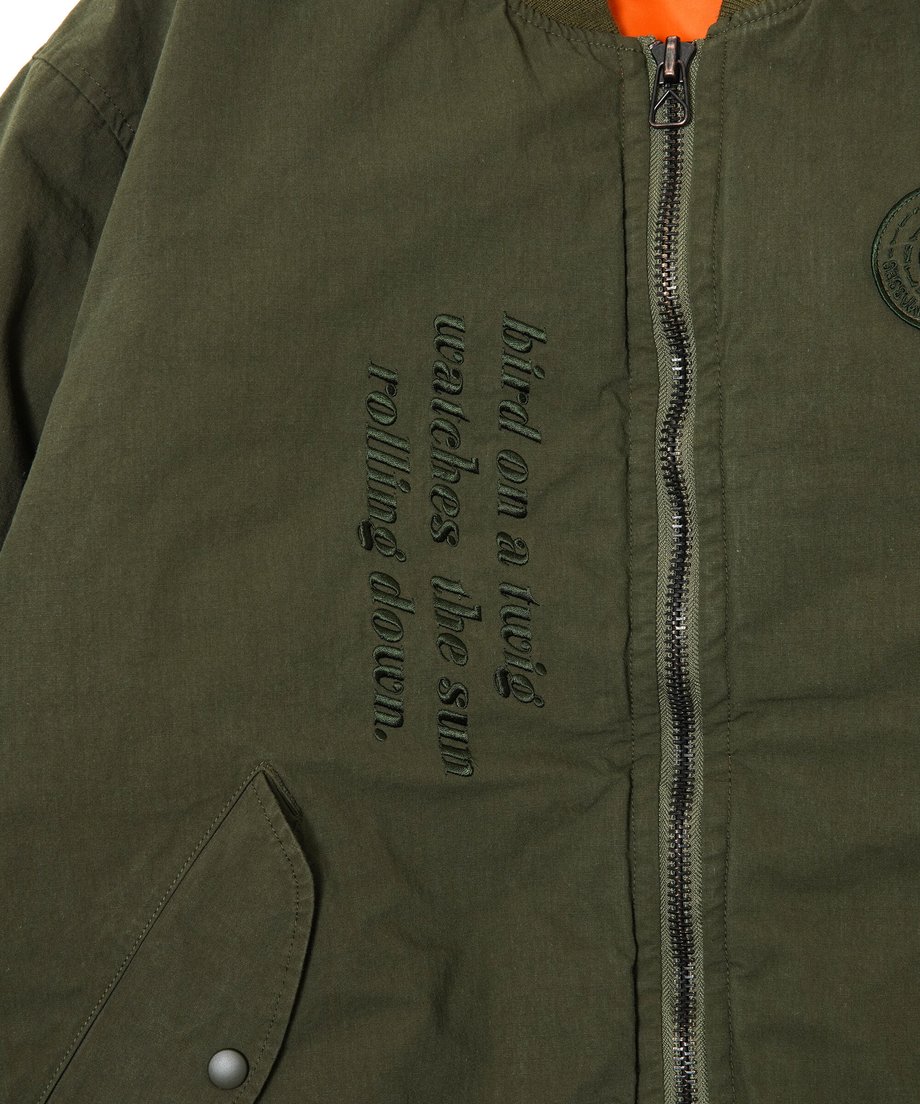 bird on a twig
watches the sun
rolling down.